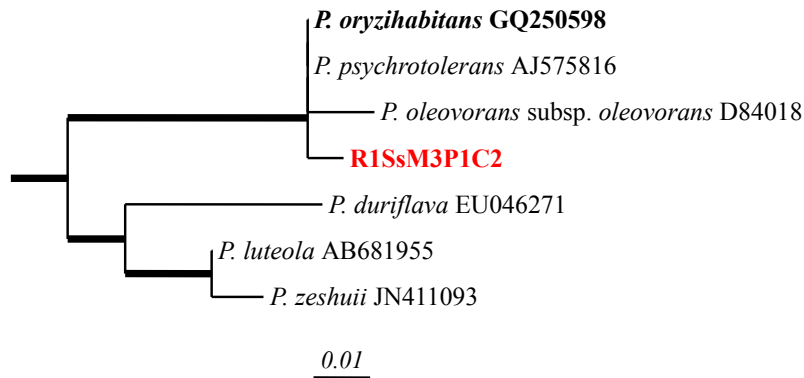 P. oryzihabitans GQ250598
P. psychrotolerans AJ575816
P. oleovorans subsp. oleovorans D84018
R1SsM3P1C2
P. duriflava EU046271
P. luteola AB681955
P. zeshuii JN411093
0.01